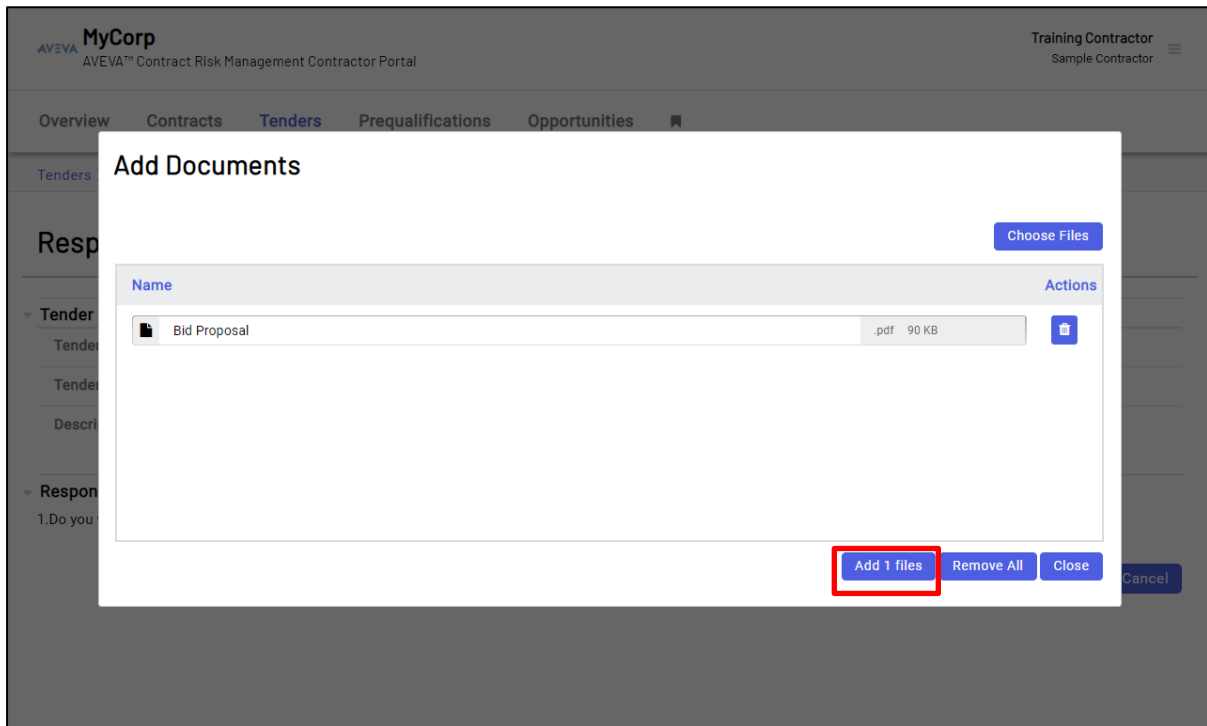 AVEVA MyCorp
AVEVA™ Contract Risk Management Contractor Portal
Training Contractor
Sample Contractor
Overview Contracts Tenders Prequalifications Opportunities
Tenders
Add Documents
Resp
Choose Files
Name Actions
Tender
Bid Proposal .pdf 90 KB
Tender
Tender
Descri
Respon
1.Do you
Add 1 files Remove All Close
Cancel